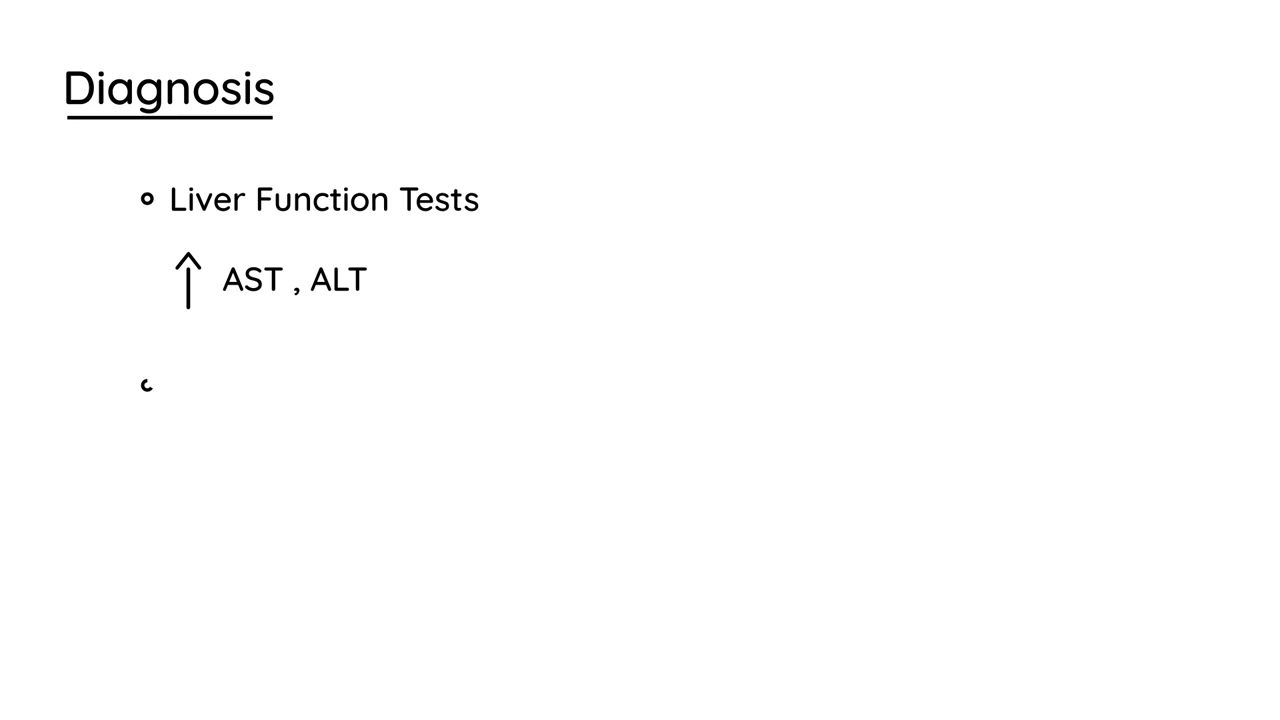 Diagnosis
Liver Function Tests
↑ AST , ALT